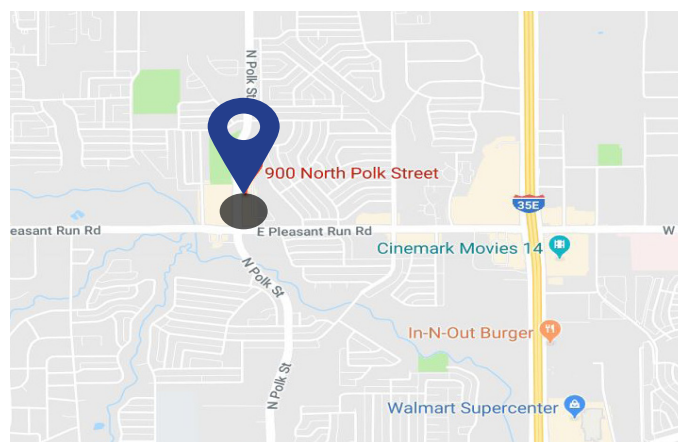 N Polk St
900 North Polk Street
35E
easant Run Rd
E Pleasant Run Rd
W
Cinemark Movies 14
N Polk St
In-N-Out Burger
N Polk St
Walmart Supercenter